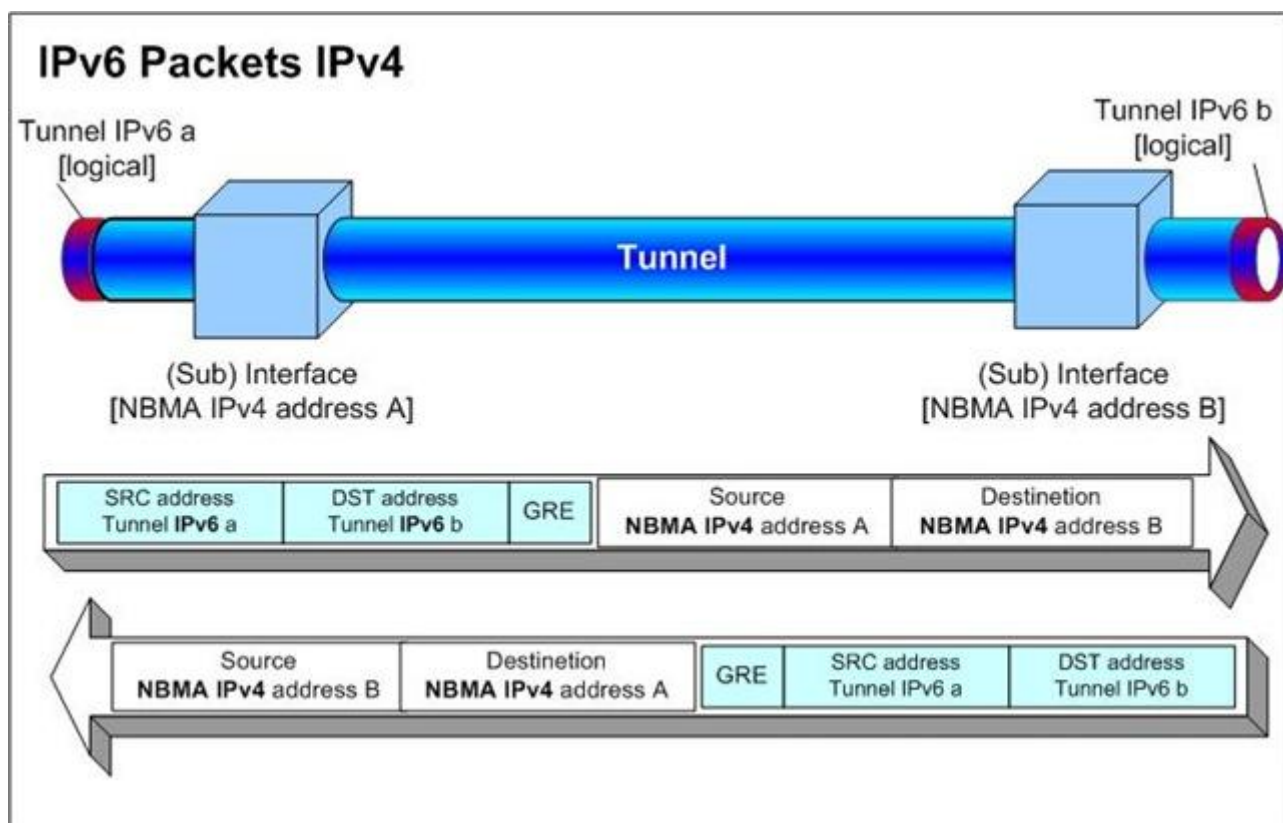 IPv6 Packets IPv4
Tunnel IPv6 a
[logical]
Tunnel IPv6 b
[logical]
Tunnel
(Sub) Interface
[NBMA IPv4 address A]
(Sub) Interface
[NBMA IPv4 address B]
SRC address
Tunnel IPv6 a
DST address
Tunnel IPv6 b
GRE
Source
NBMA IPv4 address A
Destinetion
NBMA IPv4 address B
Source
NBMA IPv4 address B
Destinetion
NBMA IPv4 address A
GRE
SRC address
Tunnel IPv6 a
DST address
Tunnel IPv6 b